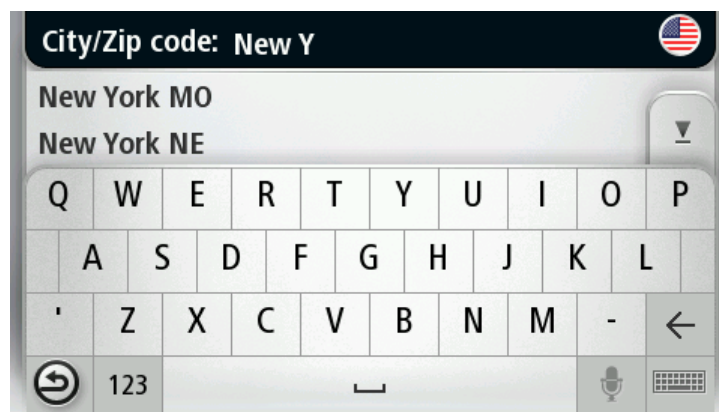 City/Zip code: New Y
New York MO
New York NE
Q W E R T Y U I O P
A S D F G H J K L
' Z X C V B N M -
123